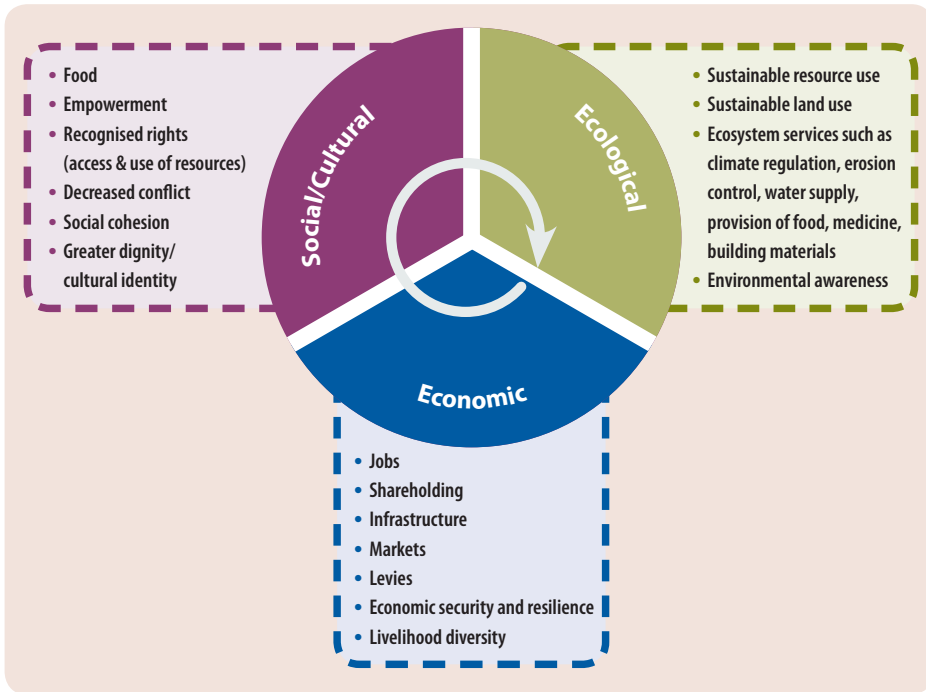 Social/Cultural
• Food
• Empowerment
• Recognised rights
(access & use of resources)
• Decreased conflict
• Social cohesion
• Greater dignity/
cultural identity
Ecological
• Sustainable resource use
• Sustainable land use
• Ecosystem services such as
climate regulation, erosion
control, water supply,
provision of food, medicine,
building materials
• Environmental awareness
Economic
• Jobs
• Shareholding
• Infrastructure
• Markets
• Levies
• Economic security and resilience
• Livelihood diversity